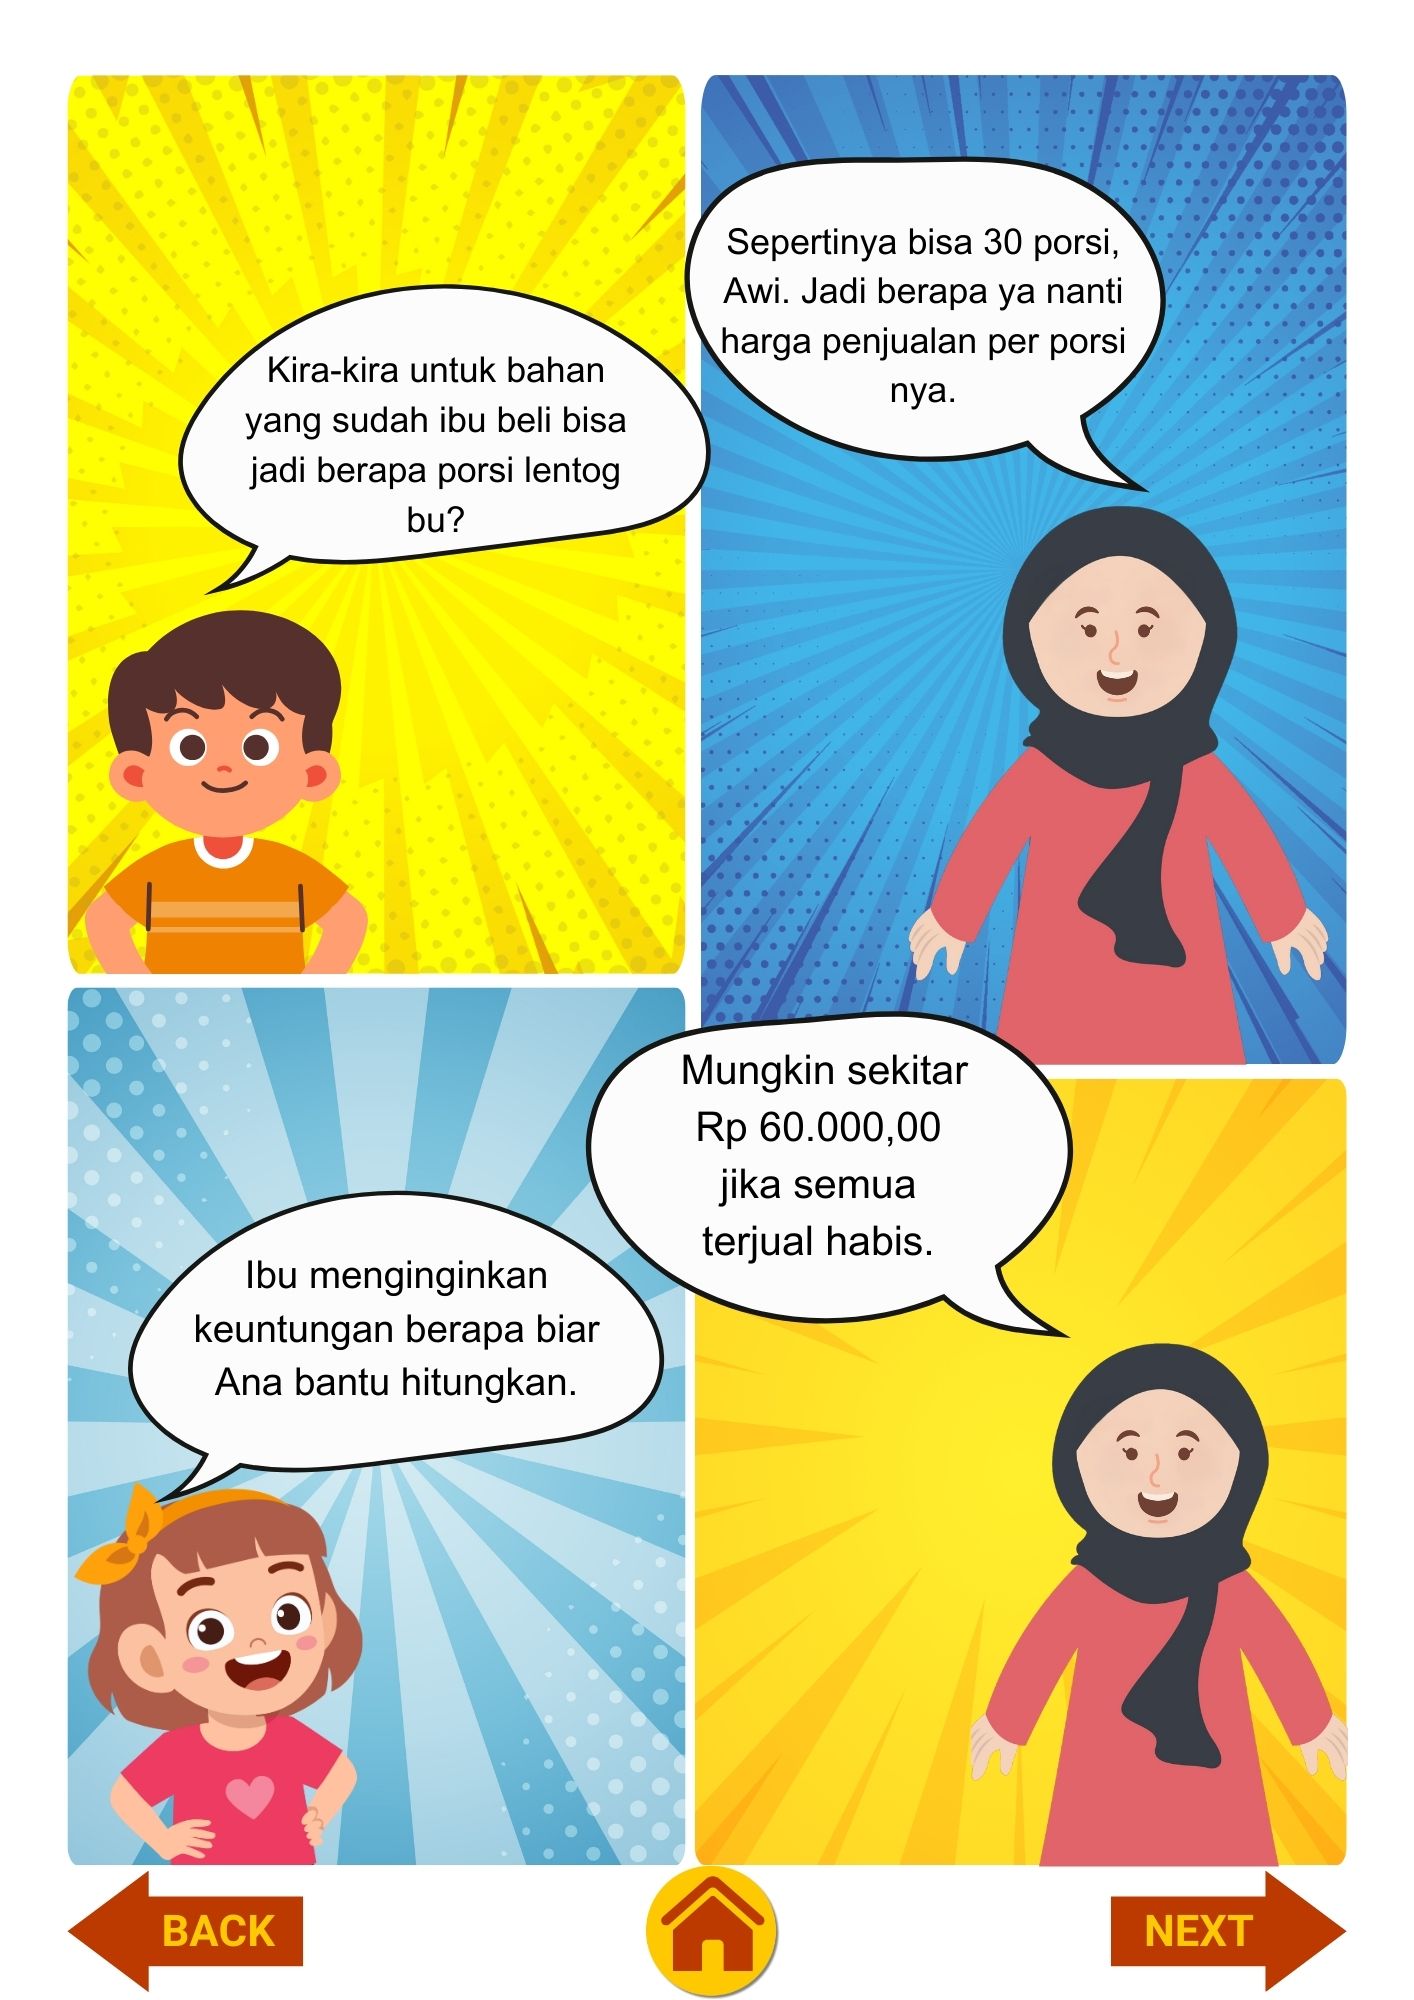 Kira-kira untuk bahan
yang sudah ibu beli bisa
jadi berapa porsi lentog
bu?
Sepertinya bisa 30 porsi,
Awi. Jadi berapa ya nanti
harga penjualan per porsi
nya.
Ibu menginginkan
keuntungan berapa biar
Ana bantu hitungkan.
Mungkin sekitar
Rp 60.000,00
jika semua
terjual habis.
BACK
NEXT